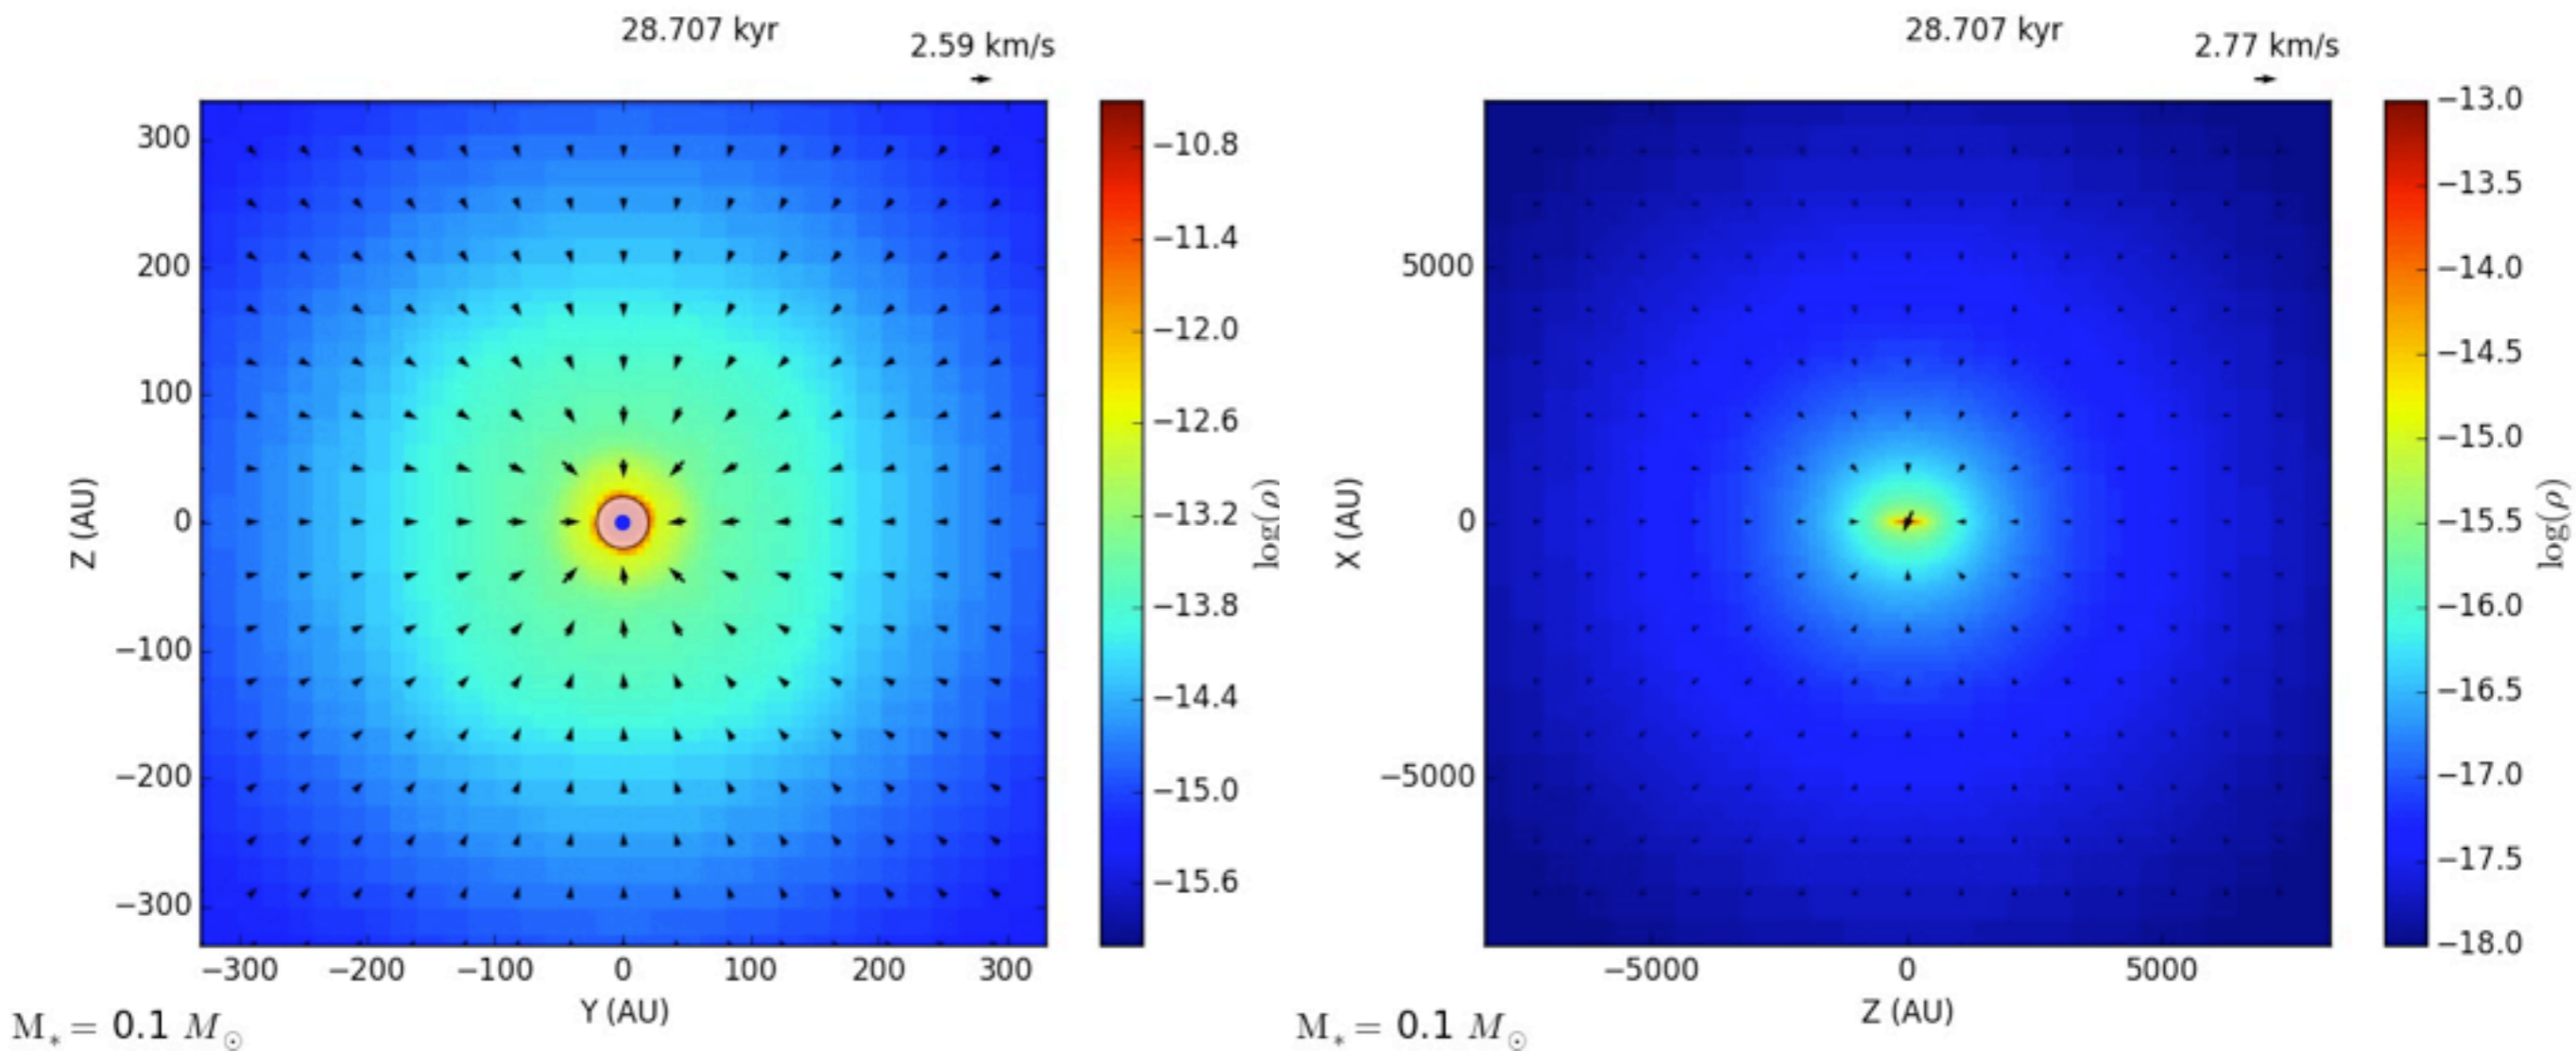 28.707 kyr
2.59 km/s
300
200
100
0
−100
−200
−300
Z (AU)
−300 −200 −100 0 100 200 300
Y (AU)
−10.8
−11.4
−12.0
−12.6
−13.2
−13.8
−14.4
−15.0
−15.6
log(ρ)
M* = 0.1 M⊙
28.707 kyr
2.77 km/s
5000
0
−5000
X (AU)
−5000 0 5000
Z (AU)
−13.0
−13.5
−14.0
−14.5
−15.0
−15.5
−16.0
−16.5
−17.0
−17.5
−18.0
log(ρ)
M* = 0.1 M⊙